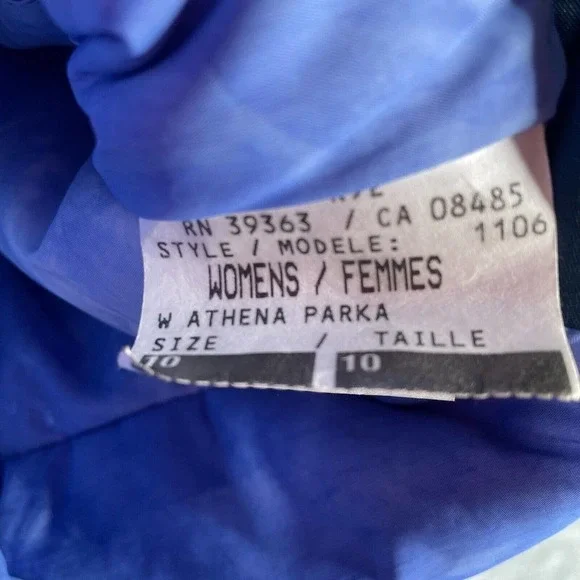 RN 39363 / CA 08485
STYLE / MODELE: 1106
WOMENS / FEMMES
W ATHENA PARKA
SIZE / TAILLE
10 10